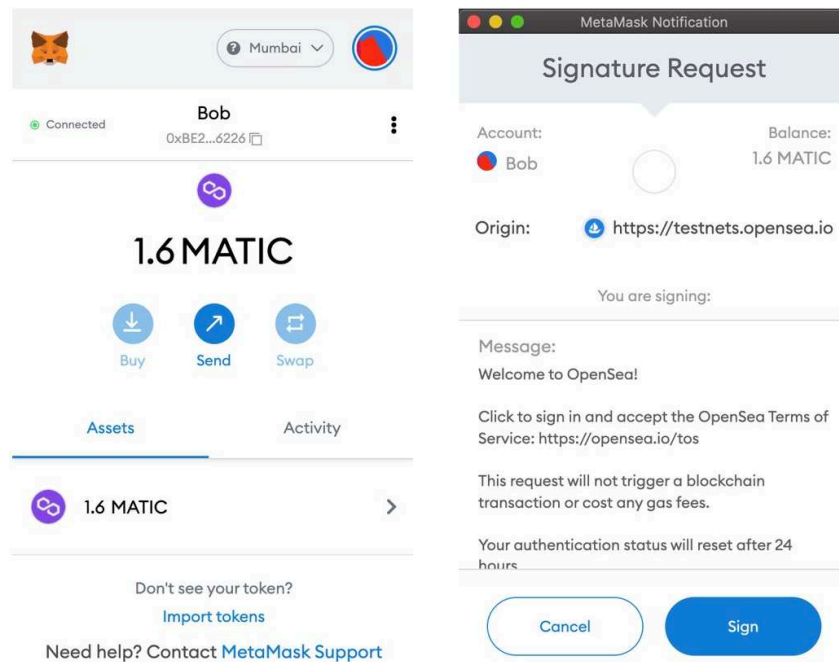 Mumbai
Connected
Bob
0xBE2...6226
1.6 MATIC
Buy
Send
Swap
Assets
Activity
1.6 MATIC
Don't see your token?
Import tokens
Need help? Contact MetaMask Support
MetaMask Notification
Signature Request
Account:
Balance:
Bob
1.6 MATIC
Origin:
https://testnets.opensea.io
You are signing:
Message:
Welcome to OpenSea!
Click to sign in and accept the OpenSea Terms of
Service: https://opensea.io/tos
This request will not trigger a blockchain
transaction or cost any gas fees.
Your authentication status will reset after 24
hours
Cancel
Sign